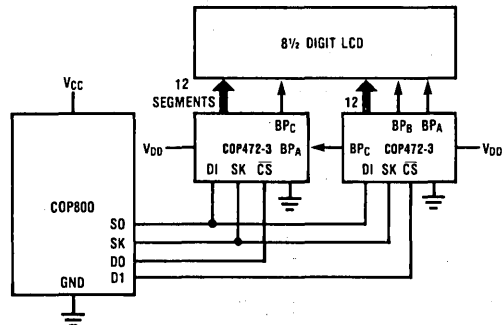 8½ DIGIT LCD
VCC
12
SEGMENTS
BPC
12
BPB
BPA
VDD
COP472-3
BPA
DI
SK
CS
BPC
COP472-3
DI
SK
CS
VDD
COP800
SO
SK
D0
D1
GND